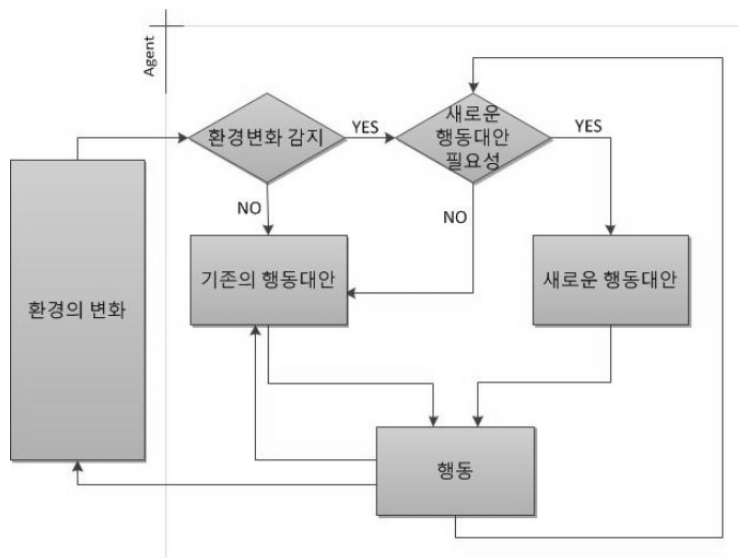 Agent
환경변화 감지
YES
새로운
행동대안
필요성
YES
NO
NO
기존의 행동대안
새로운 행동대안
환경의 변화
행동